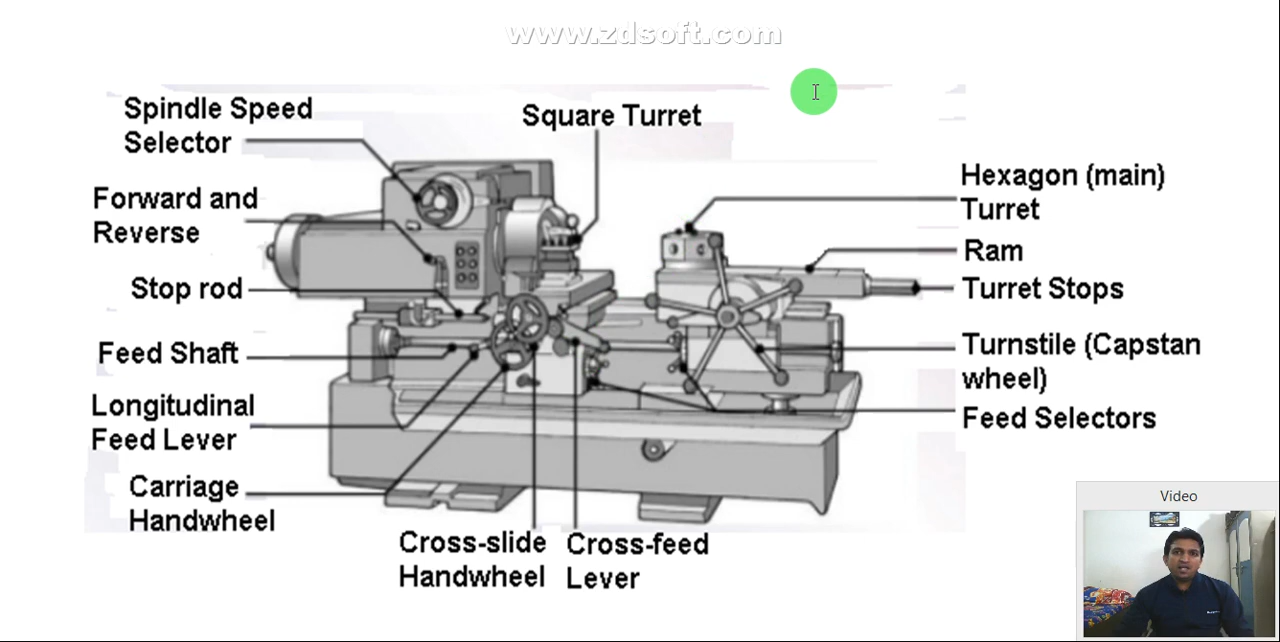 www.zdsoft.com
Spindle Speed
Selector
Square Turret
Forward and
Reverse
Hexagon (main)
Turret
Ram
Stop rod
Turret Stops
Feed Shaft
Turnstile (Capstan
wheel)
Longitudinal
Feed Lever
Feed Selectors
Carriage
Handwheel
Cross-slide
Handwheel
Cross-feed
Lever
Video